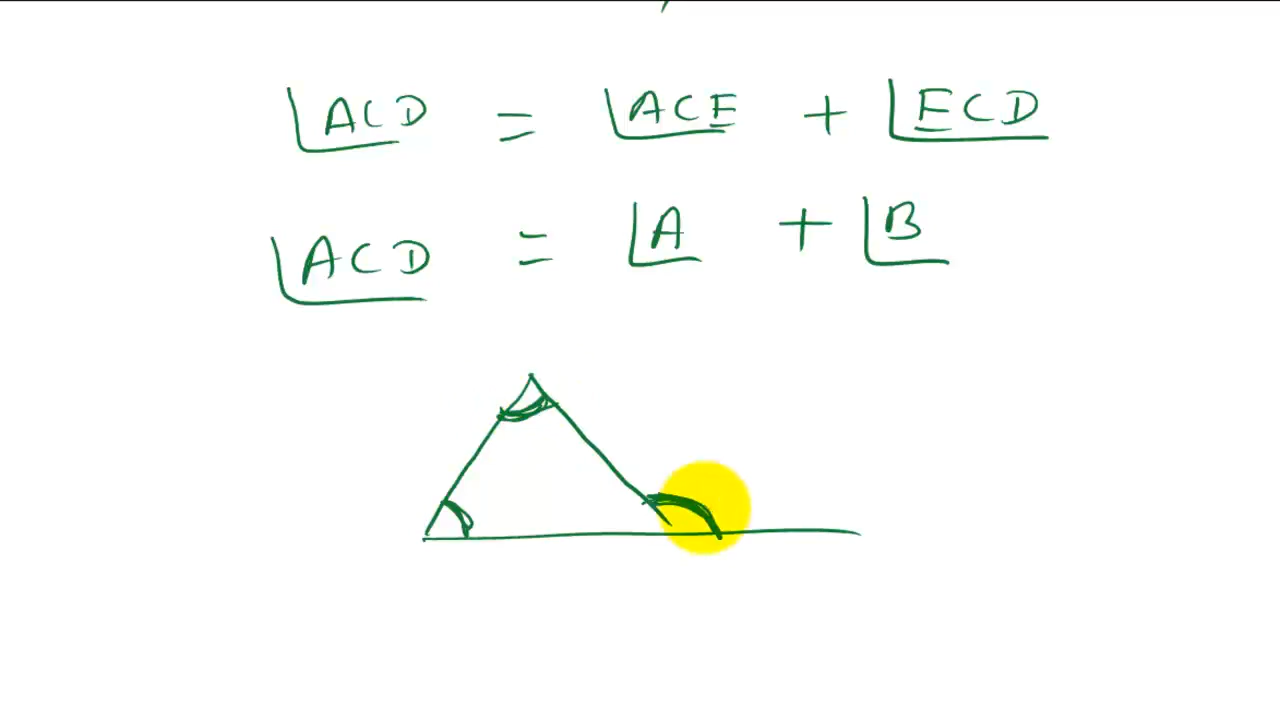 ∠ACD = ∠ACE + ∠ECD
∠ACD = ∠A + ∠B